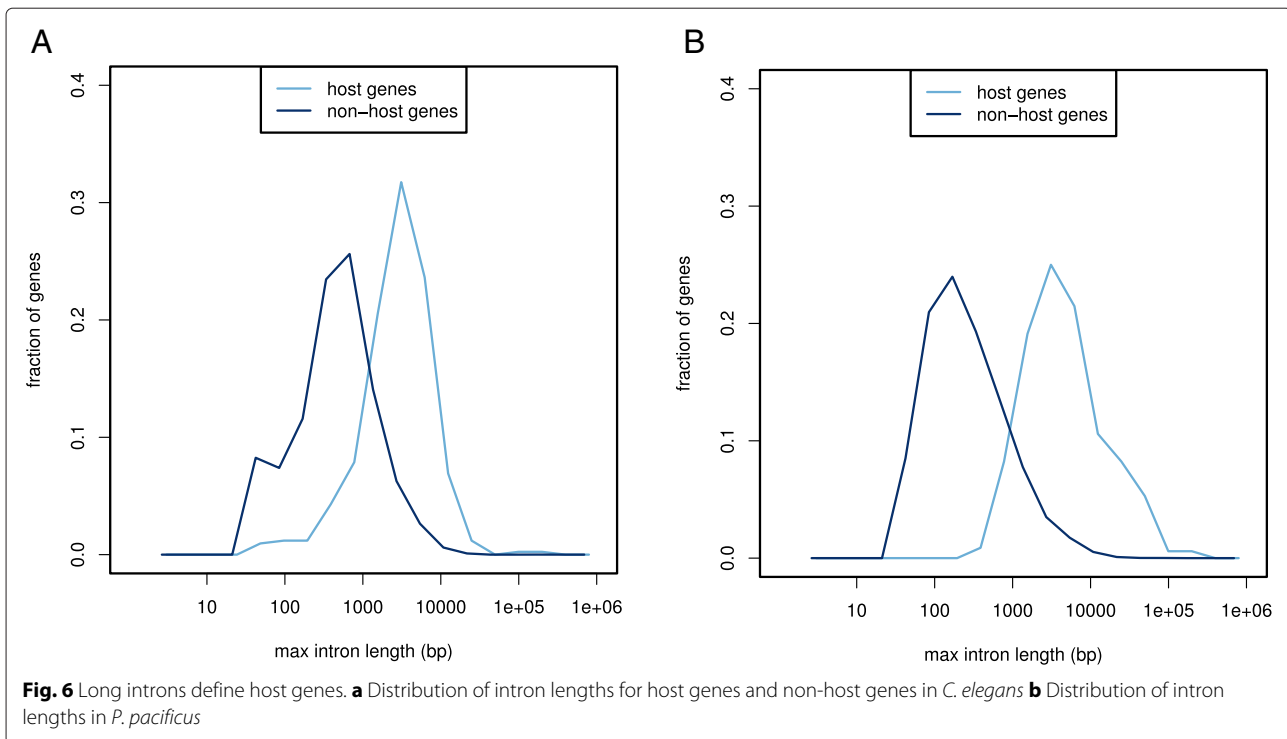 A
host genes
non−host genes
0.4
0.3
0.2
0.1
0.0
fraction of genes
10 100 1000 10000 1e+05 1e+06
max intron length (bp)
B
host genes
non−host genes
0.4
0.3
0.2
0.1
0.0
fraction of genes
10 100 1000 10000 1e+05 1e+06
max intron length (bp)
Fig. 6 Long introns define host genes. a Distribution of intron lengths for host genes and non-host genes in C. elegans b Distribution of intron
lengths in P. pacificus